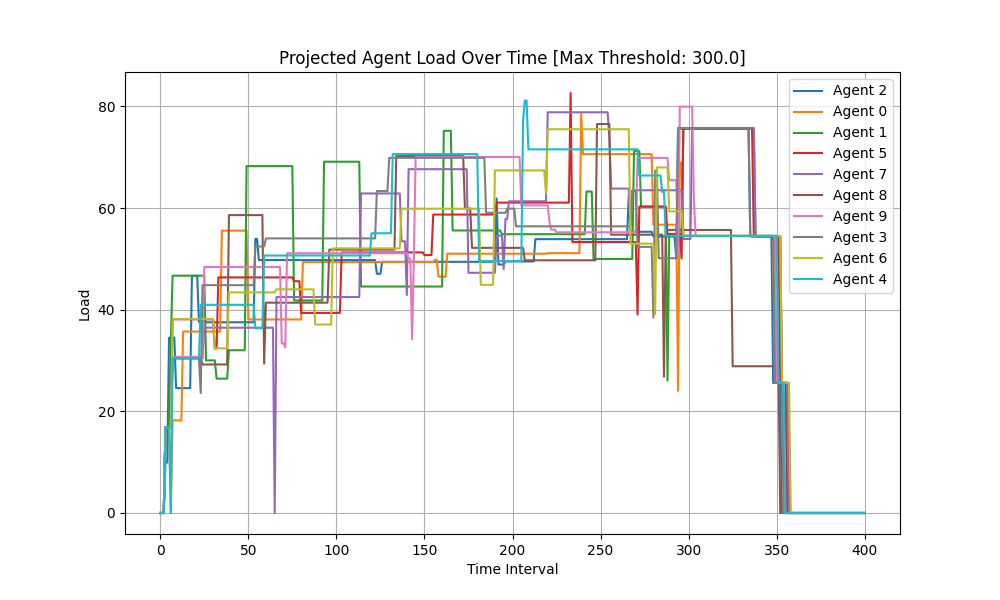 Projected Agent Load Over Time [Max Threshold: 300.0]
Load
80
60
40
20
0
0 50 100 150 200 250 300 350 400
Time Interval
Agent 2
Agent 0
Agent 1
Agent 5
Agent 7
Agent 8
Agent 9
Agent 3
Agent 6
Agent 4